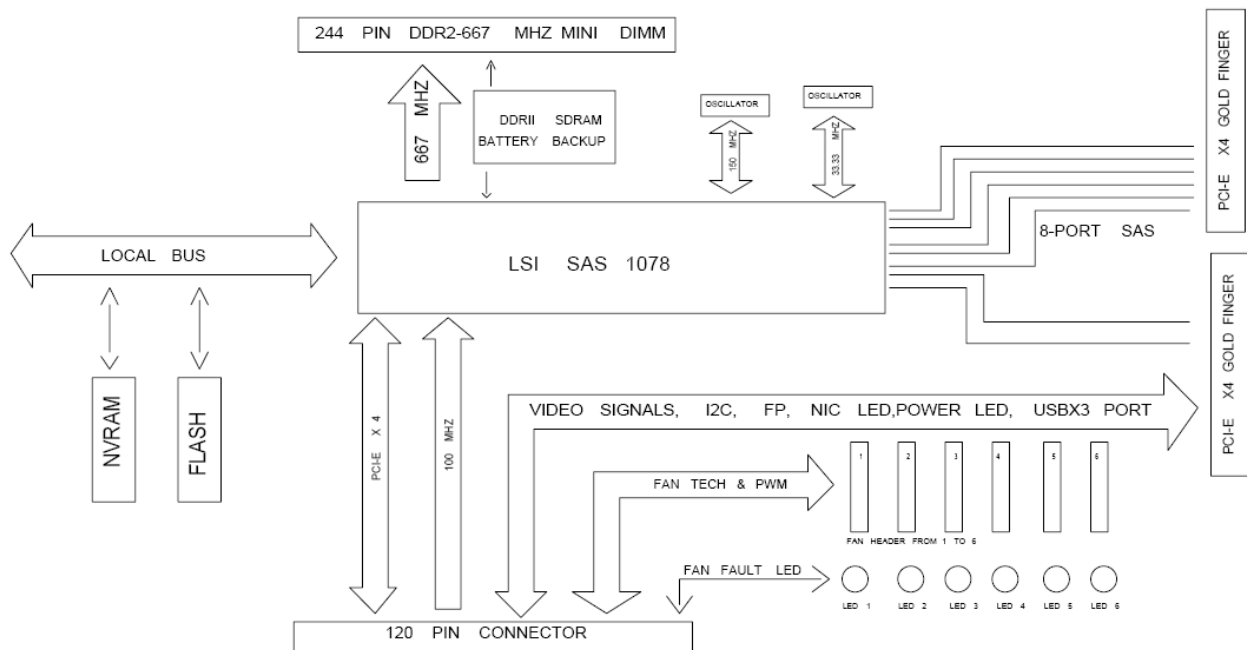 244 PIN DDR2-667 MHZ MINI DIMM
667 MHZ
DDRII SDRAM
BATTERY BACKUP
OSCILLATOR
OSCILLATOR
150 MHZ
33.33 MHZ
PCI-E X4 GOLD FINGER
8-PORT SAS
LOCAL BUS
LSI SAS 1078
PCI-E X4 GOLD FINGER
NVRAM
FLASH
PCI-E X 4
100 MHZ
VIDEO SIGNALS, I2C, FP, NIC LED,POWER LED, USBX3 PORT
FAN TECH & PWM
1 2 3 4 5 6
FAN HEADER FROM 1 TO 6
FAN FAULT LED
LED 1 LED 2 LED 3 LED 4 LED 5 LED 6
120 PIN CONNECTOR